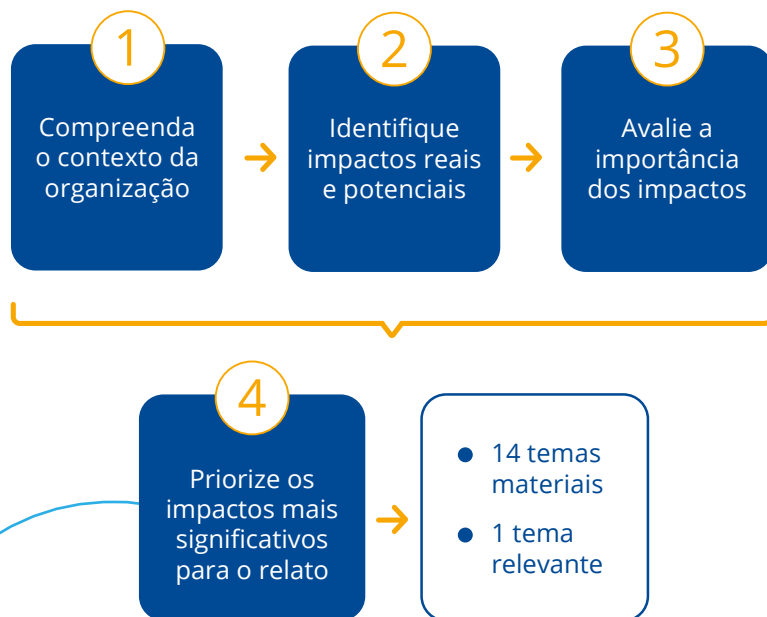 1
Compreenda
o contexto da
organização
2
Identifique
impactos reais
e potenciais
3
Avalie a
importância
dos impactos
4
Priorize os
impactos mais
significativos
para o relato
14 temas
materiais
1 tema
relevante